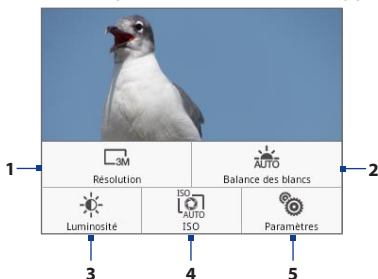 3M
AUTO
Résolution
Balance des blancs
ISO
AUTO
Luminosité
ISO
Paramètres
1
2
3
4
5